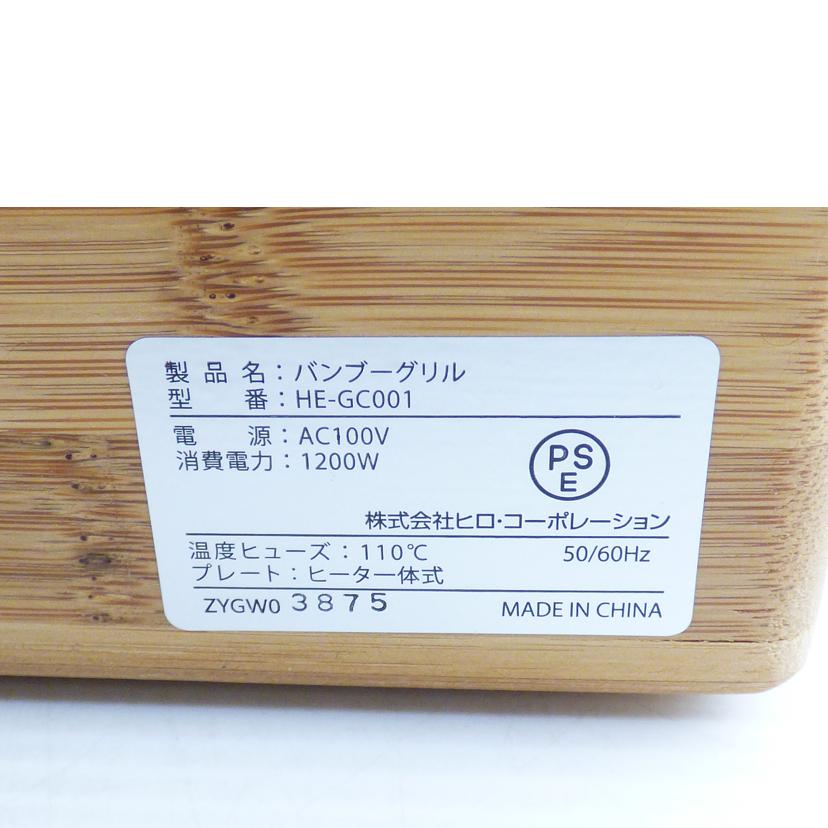 製品名：バンブーグリル
型番：HE-GC001
電源：AC100V
消費電力：1200W
PSE
株式会社ヒロ・コーポレーション
温度ヒューズ：110℃ 50/60Hz
プレート：ヒーター体式
ZYGW0 3875 MADE IN CHINA